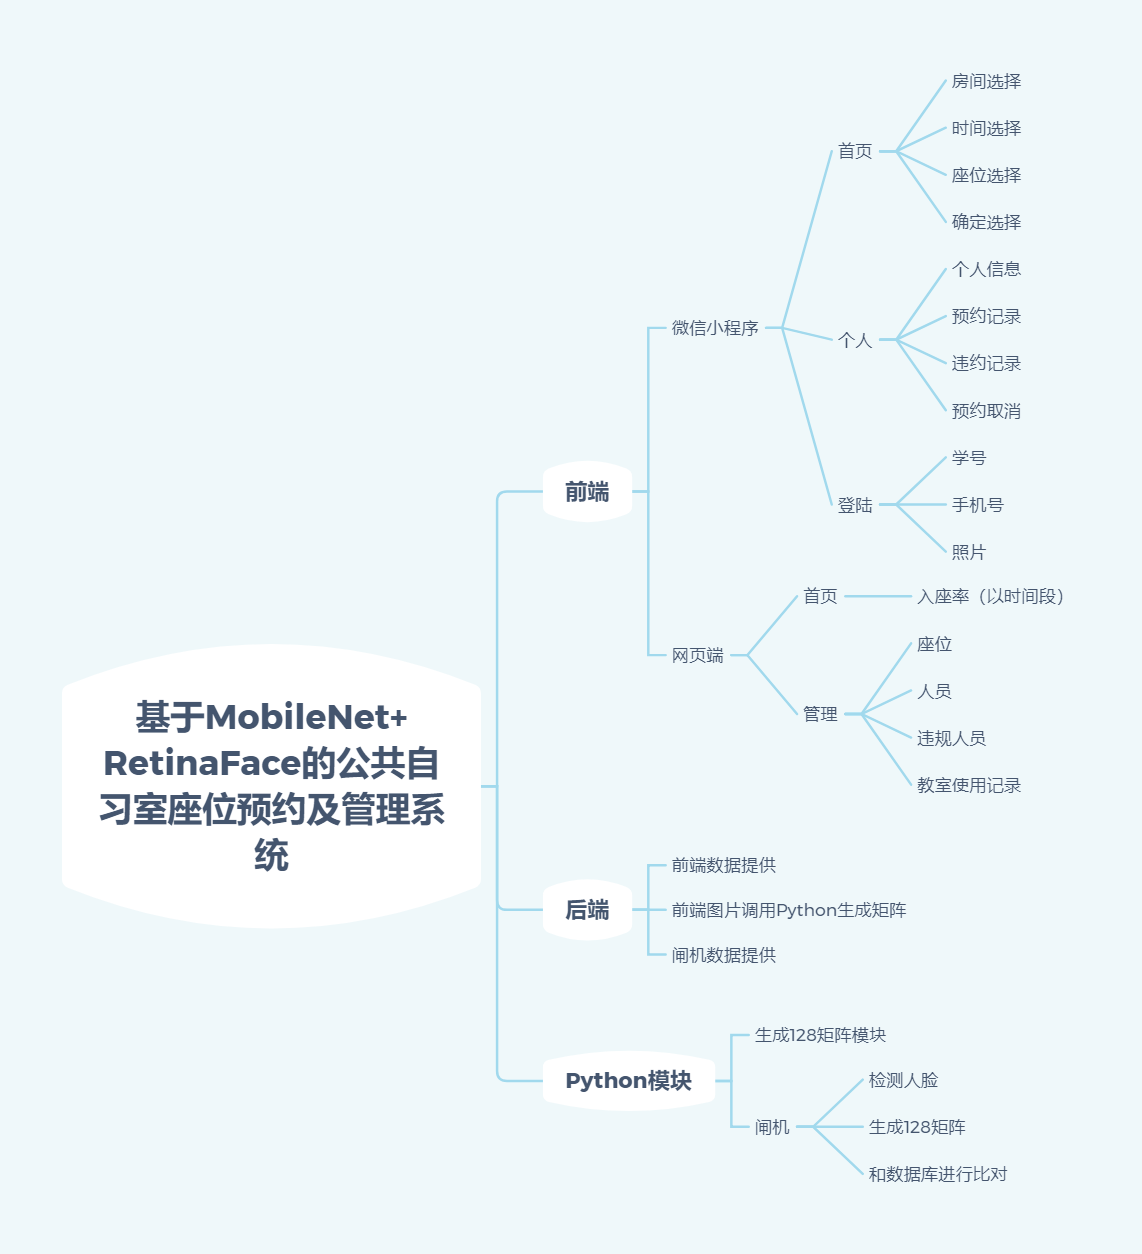 基于MobileNet+
RetinaFace的公共自
习室座位预约及管理系
统
前端
微信小程序
首页
房间选择
时间选择
座位选择
确定选择
个人
个人信息
预约记录
违约记录
预约取消
登陆
学号
手机号
照片
网页端
首页
入座率（以时间段）
管理
座位
人员
违规人员
教室使用记录
后端
前端数据提供
前端图片调用Python生成矩阵
闸机数据提供
Python模块
生成128矩阵模块
闸机
检测人脸
生成128矩阵
和数据库进行比对